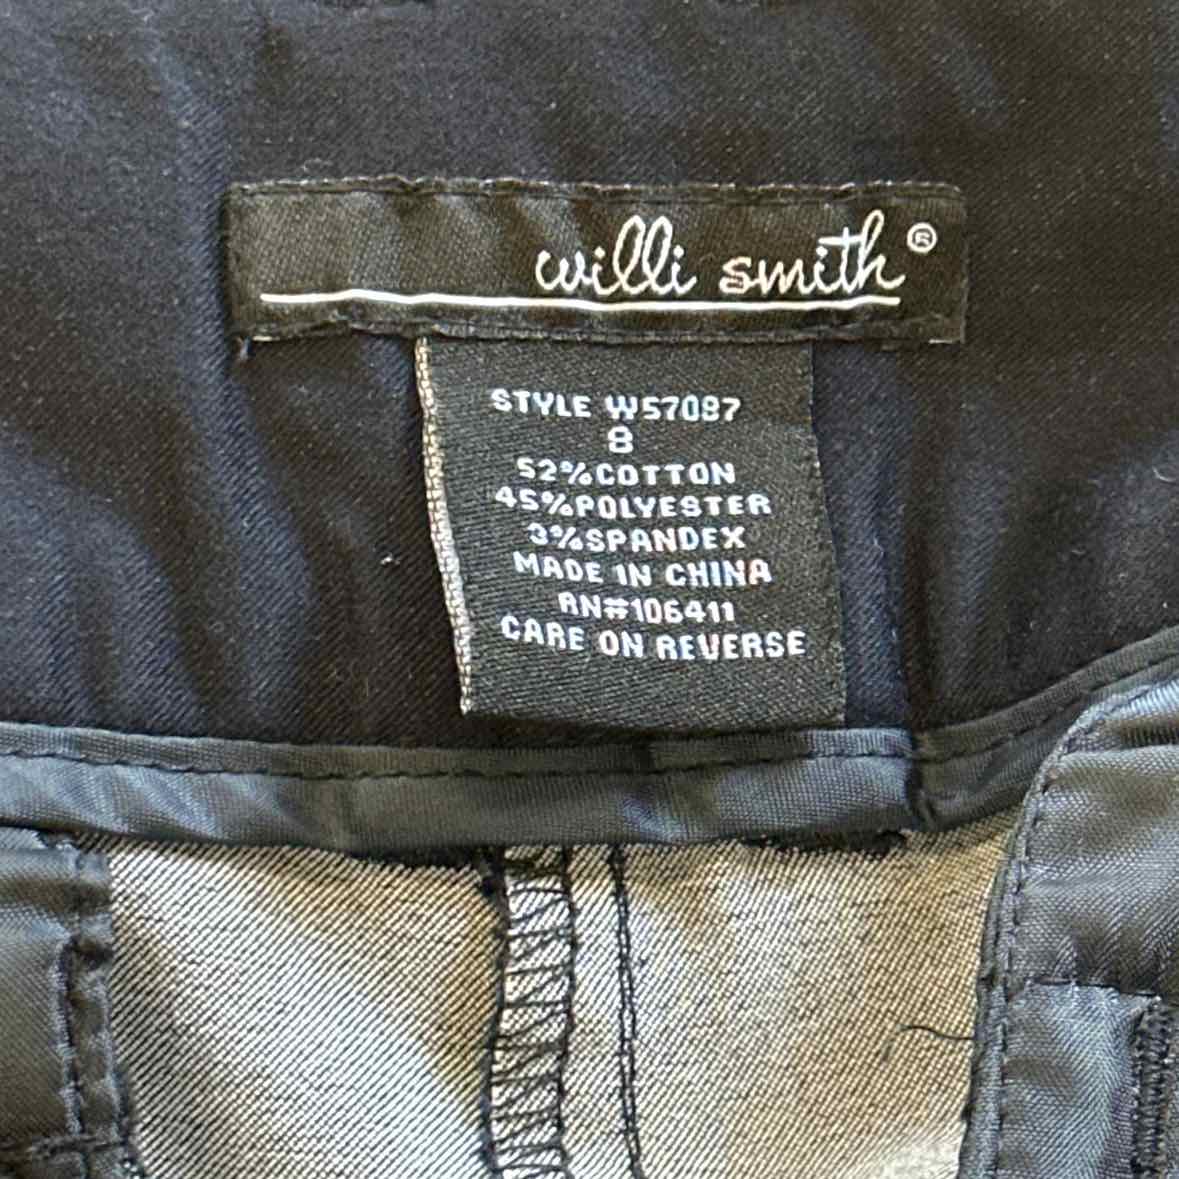 willi smith®
STYLE W57087
8
52%COTTON
45%POLYESTER
3%SPANDEX
MADE IN CHINA
RN#106411
CARE ON REVERSE